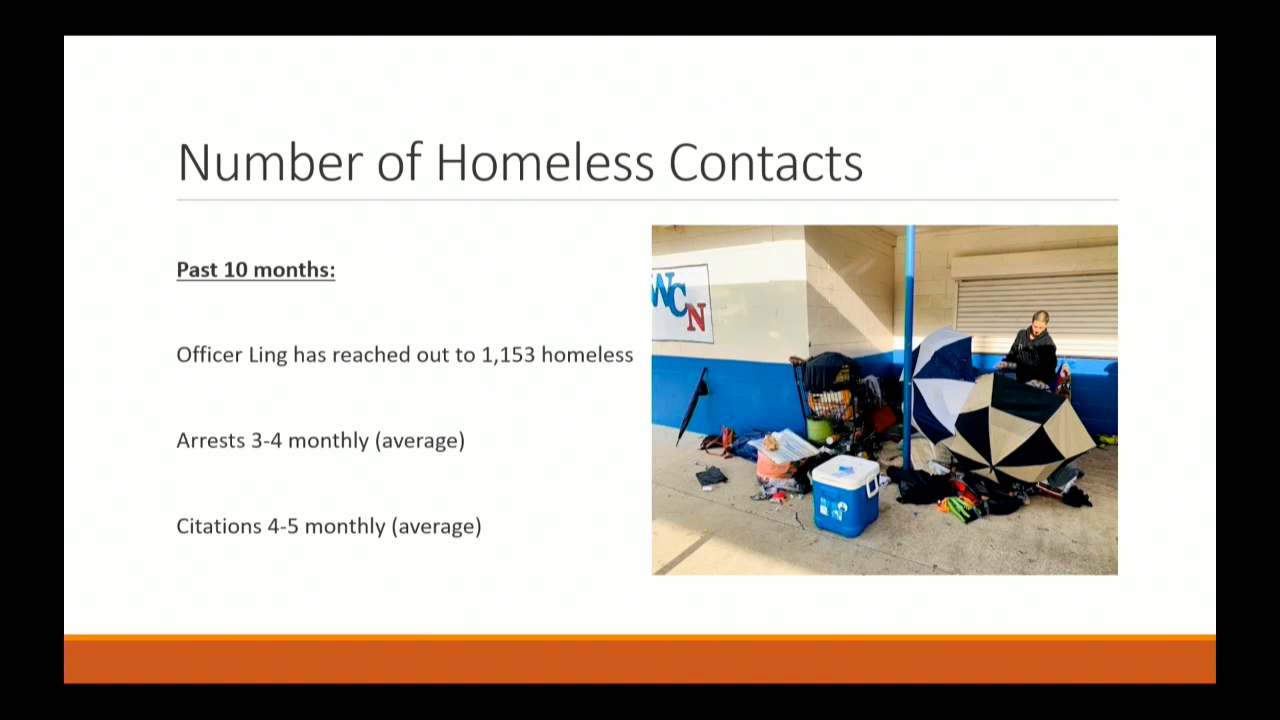 Number of Homeless Contacts
Past 10 months:
Officer Ling has reached out to 1,153 homeless
Arrests 3-4 monthly (average)
Citations 4-5 monthly (average)
WCN